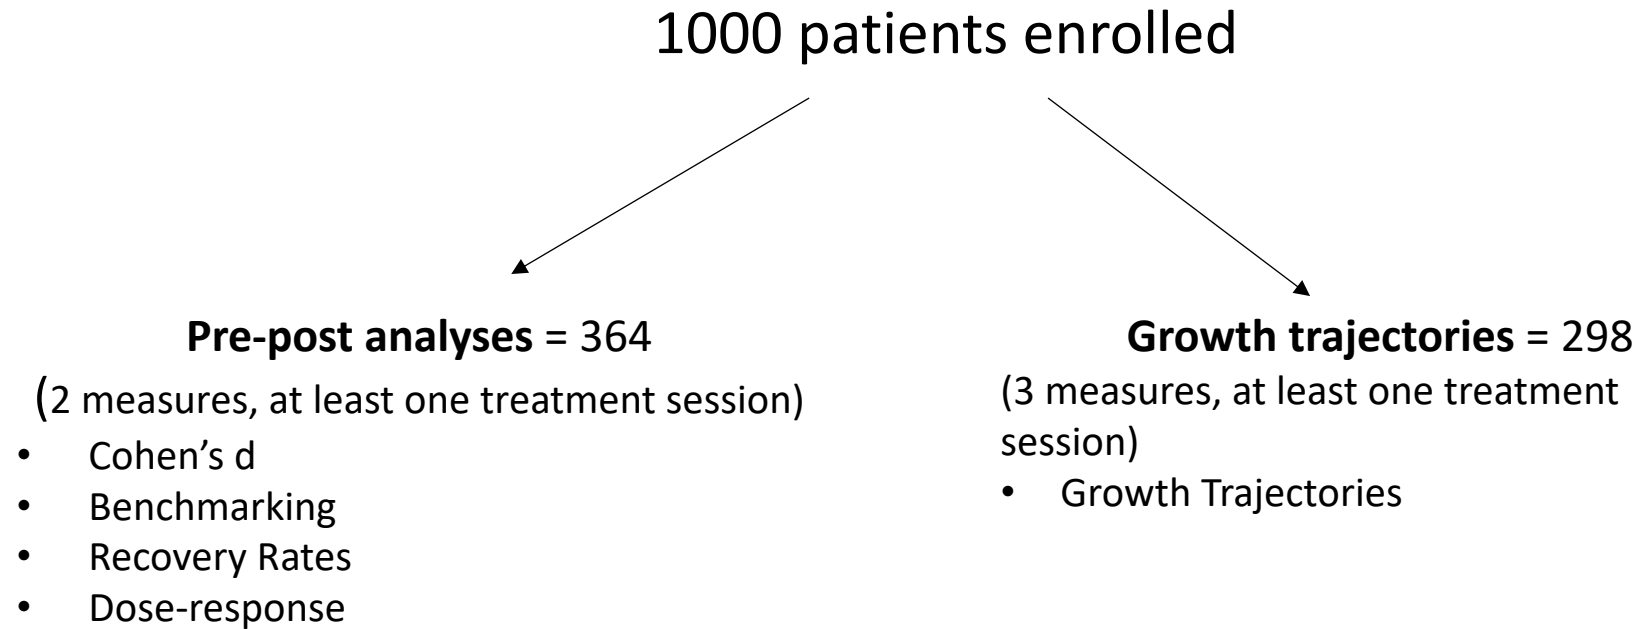 1000 patients enrolled
Pre-post analyses = 364
(2 measures, at least one treatment session)
• Cohen’s d
• Benchmarking
• Recovery Rates
• Dose-response
Growth trajectories = 298
(3 measures, at least one treatment
session)
• Growth Trajectories